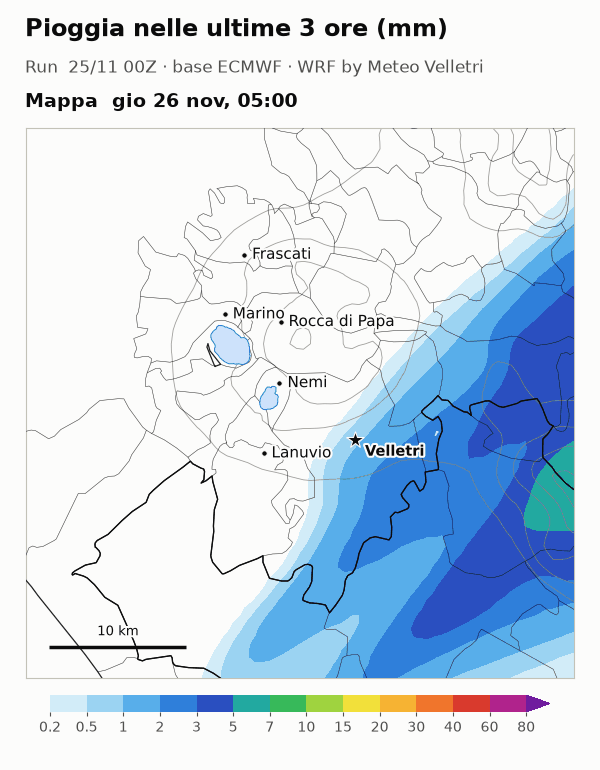 Pioggia nelle ultime 3 ore (mm)
Run  25/11 00Z · base ECMWF · WRF by Meteo Velletri
Mappa  gio 26 nov, 05:00
Frascati
Marino
Rocca di Papa
Nemi
Velletri
Lanuvio
10 km
0.2 0.5 1 2 3 5 7 10 15 20 30 40 60 80